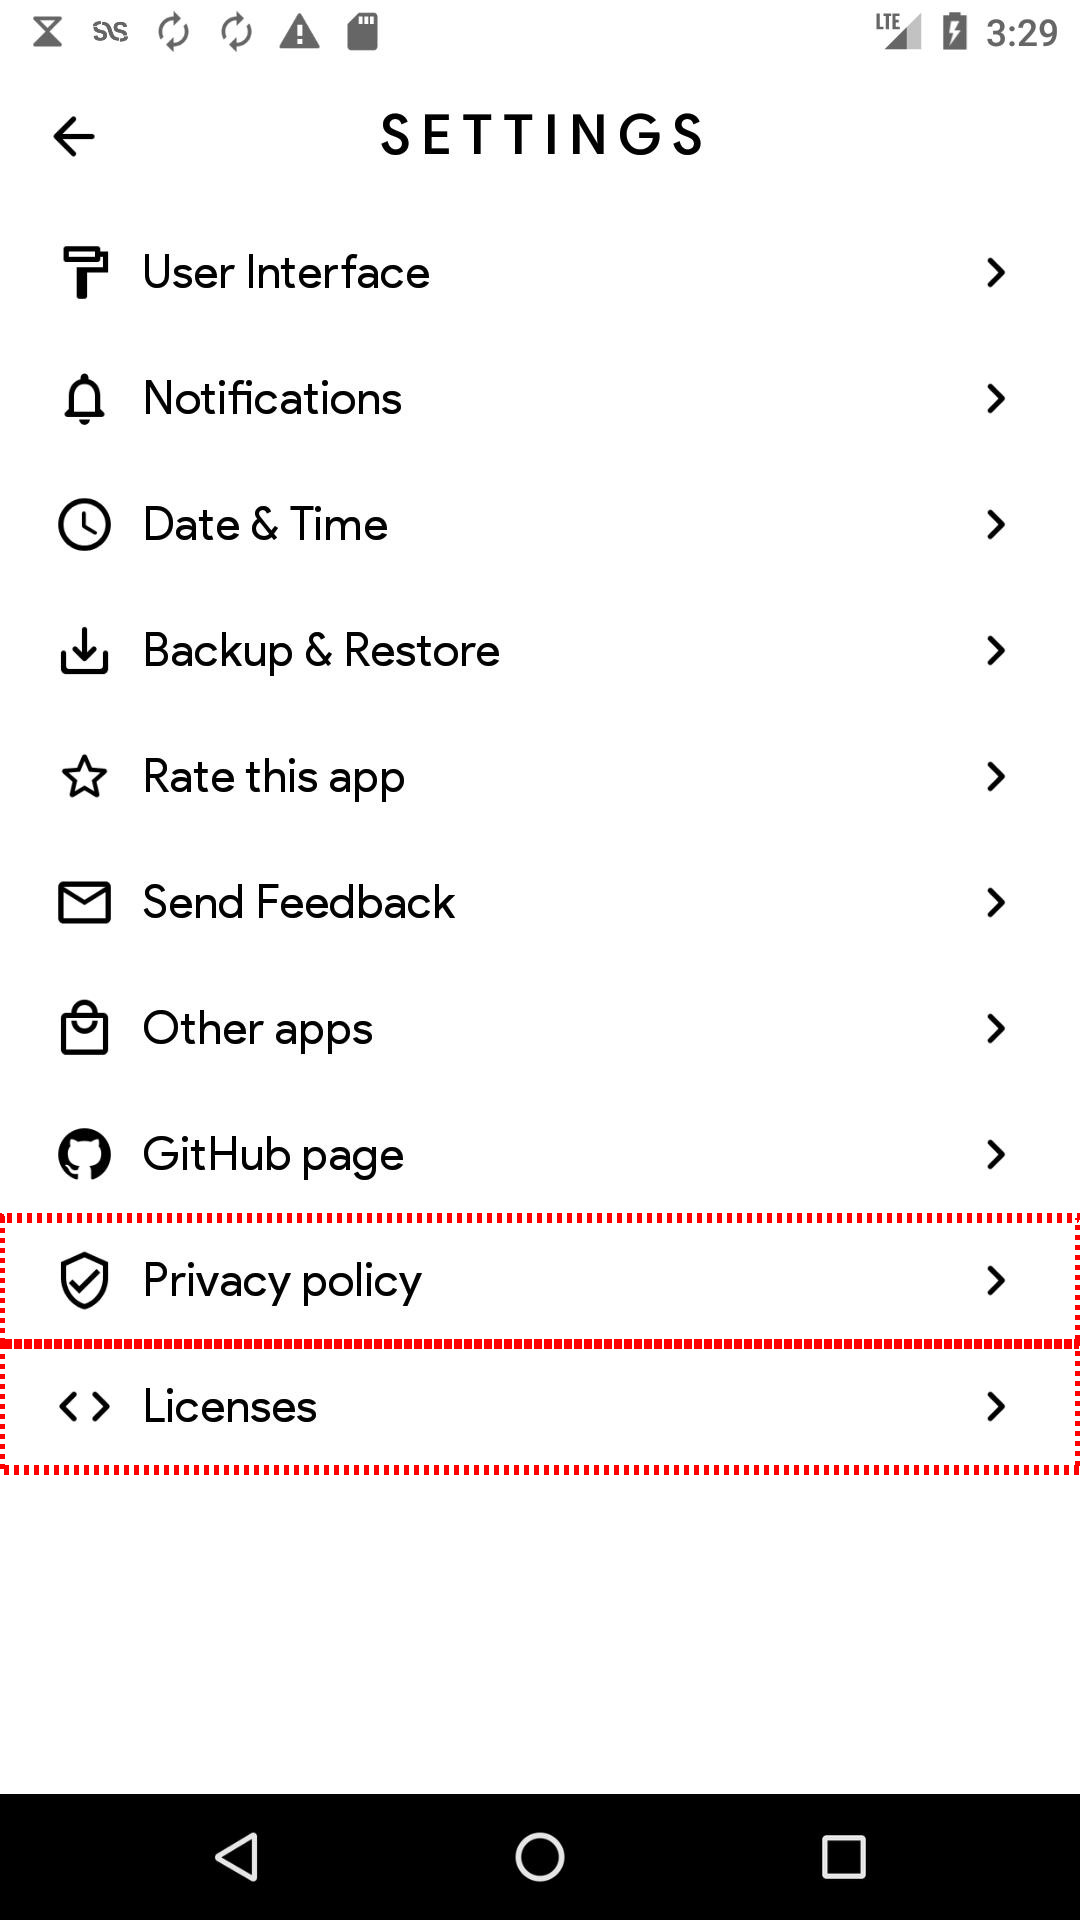 LTE 3:29
SETTINGS
User Interface
Notifications
Date & Time
Backup & Restore
Rate this app
Send Feedback
Other apps
GitHub page
Privacy policy
Licenses